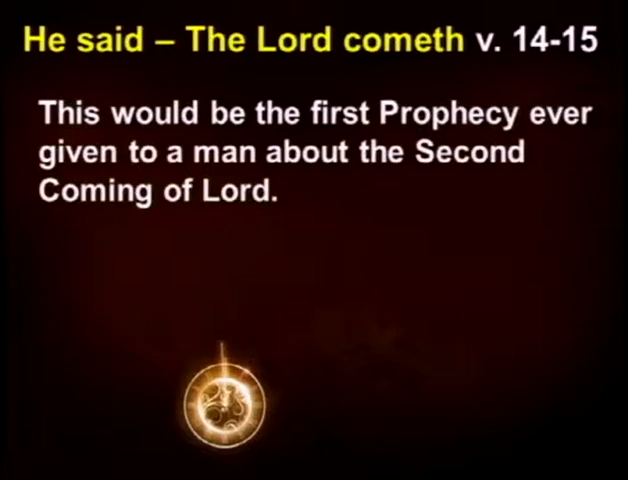 He said – The Lord cometh v. 14-15
This would be the first Prophecy ever
given to a man about the Second
Coming of Lord.